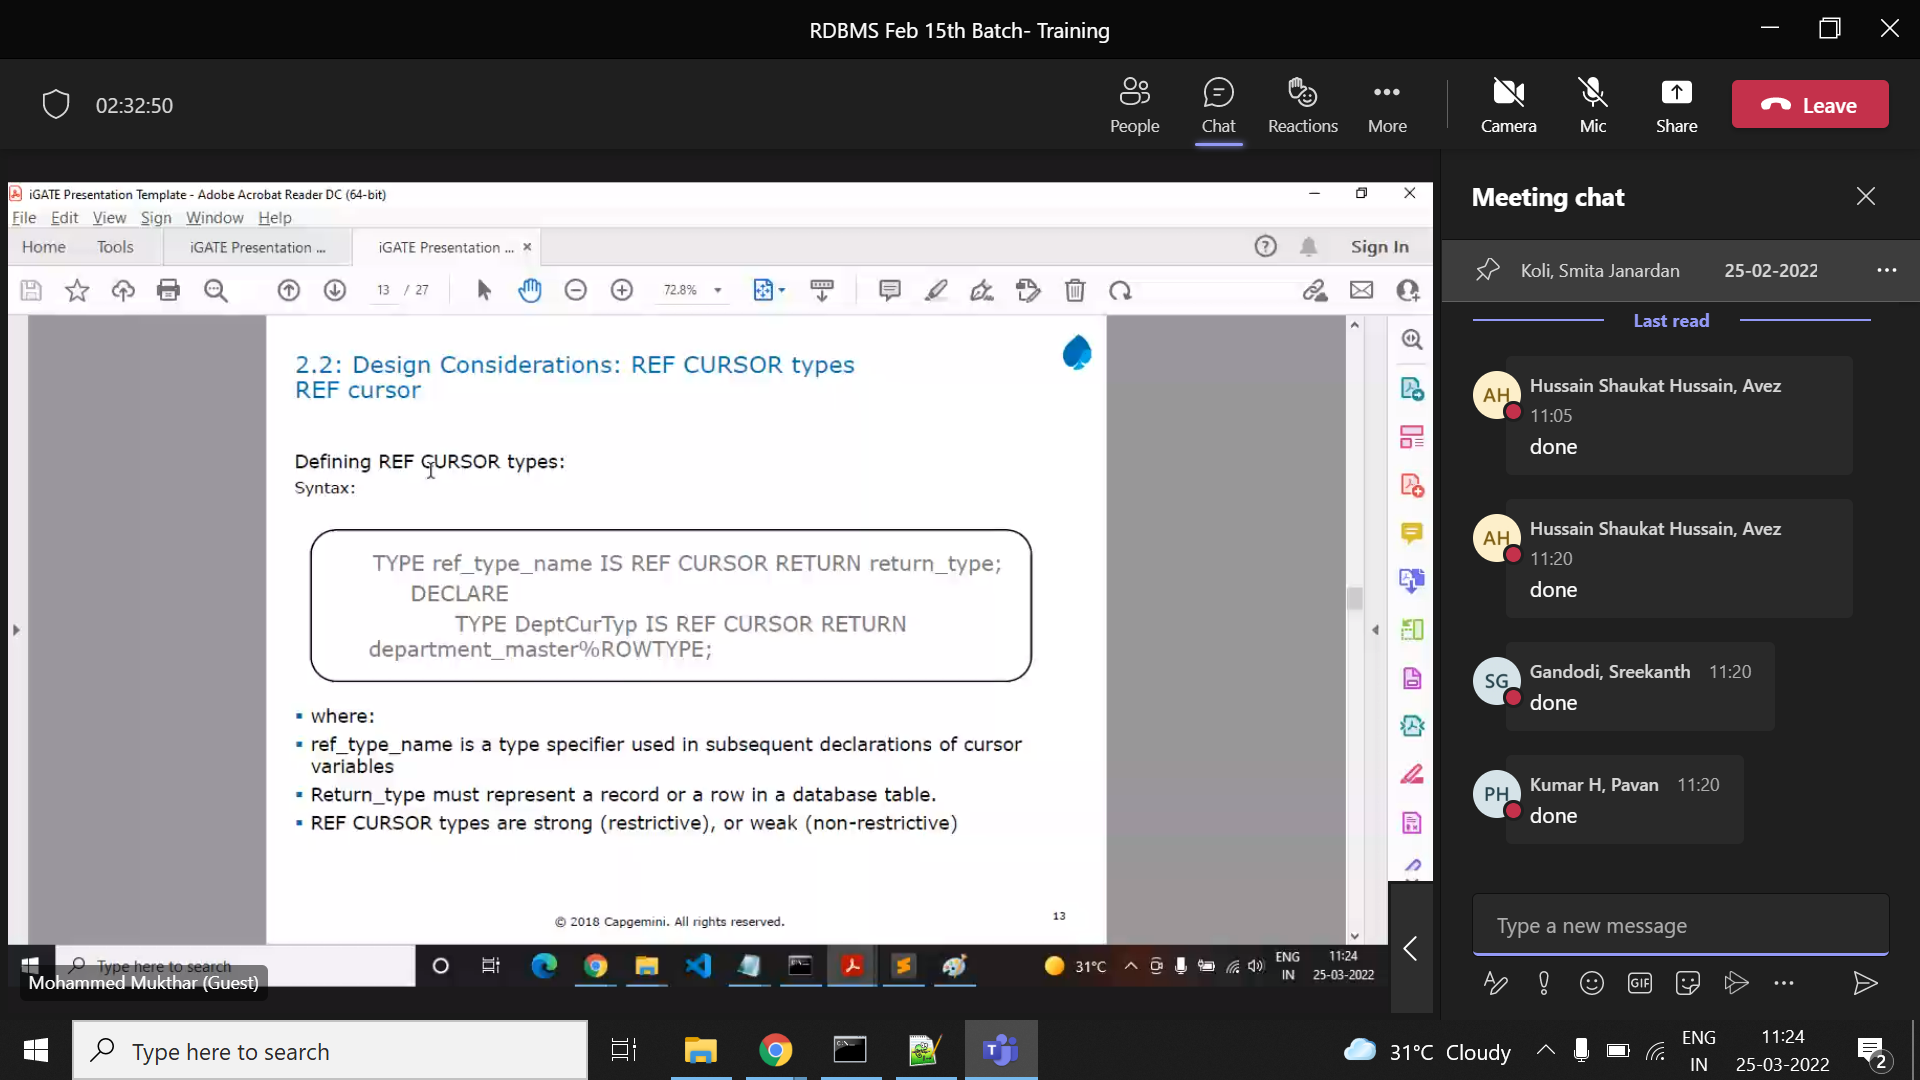 RDBMS Feb 15th Batch- Training
02:32:50
People
Chat
Reactions
More
Camera
Mic
Share
Leave
iGATE Presentation Template - Adobe Acrobat Reader DC (64-bit)
File Edit View Sign Window Help
Home Tools iGATE Presentation ... iGATE Presentation ... ×
Sign In
13 / 27
72.8%
2.2: Design Considerations: REF CURSOR types
REF cursor
Defining REF CURSOR types:
Syntax:
TYPE ref_type_name IS REF CURSOR RETURN return_type;
DECLARE
TYPE DeptCurTyp IS REF CURSOR RETURN
department_master%ROWTYPE;
▪ where:
▪ ref_type_name is a type specifier used in subsequent declarations of cursor
variables
▪ Return_type must represent a record or a row in a database table.
▪ REF CURSOR types are strong (restrictive), or weak (non-restrictive)
© 2018 Capgemini. All rights reserved.
13
Type here to search
31°C
ENG
IN
11:24
25-03-2022
Mohammed Mukthar (Guest)
Meeting chat
Koli, Smita Janardan 25-02-2022
Last read
AH
Hussain Shaukat Hussain, Avez
11:05
done
AH
Hussain Shaukat Hussain, Avez
11:20
done
SG
Gandodi, Sreekanth 11:20
done
PH
Kumar H, Pavan 11:20
done
Type a new message
GIF
Type here to search
31°C Cloudy
ENG
IN
11:24
25-03-2022
2